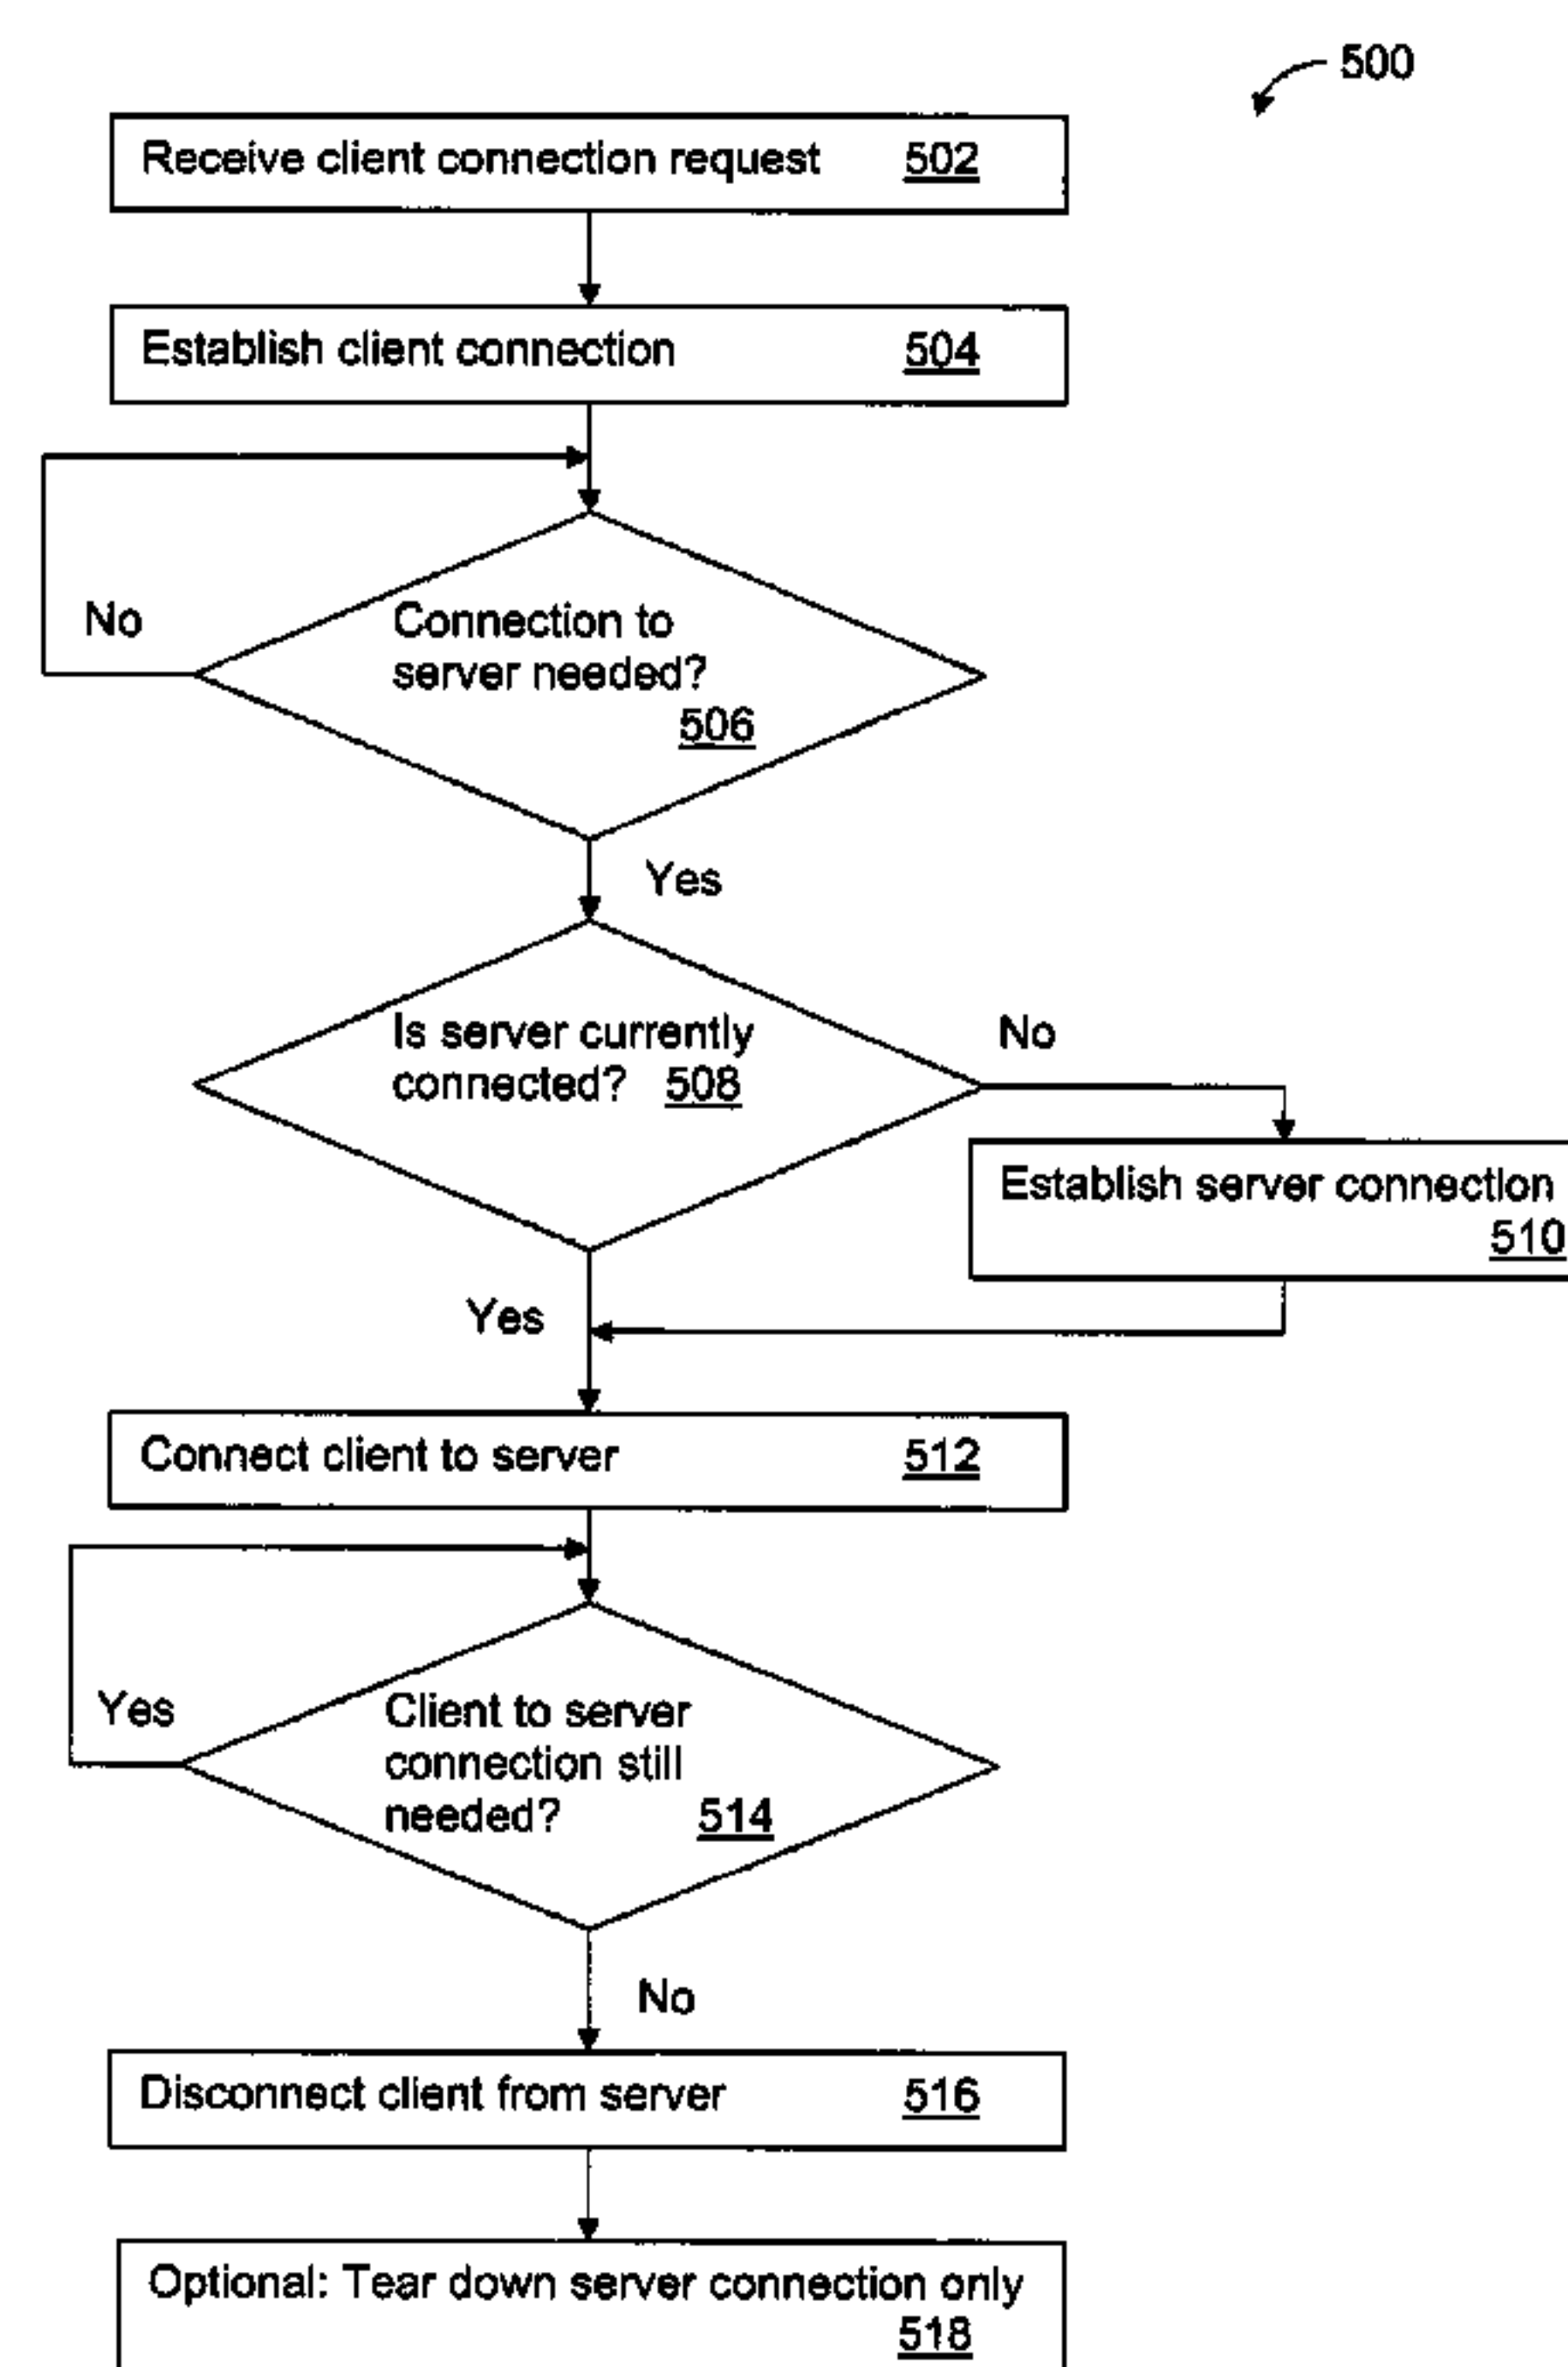 500
Receive client connection request 502
Establish client connection 504
No
Connection to
server needed?
506
Yes
Is server currently
connected? 508
No
Establish server connection
510
Yes
Connect client to server 512
Yes
Client to server
connection still
needed? 514
No
Disconnect client from server 516
Optional: Tear down server connection only
518